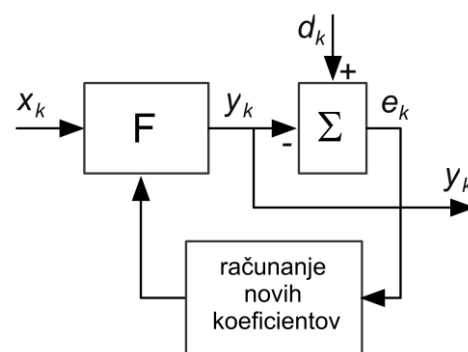 d_k
+
x_k
F
y_k
-
Σ
e_k
y_k
računanje
novih
koeficientov